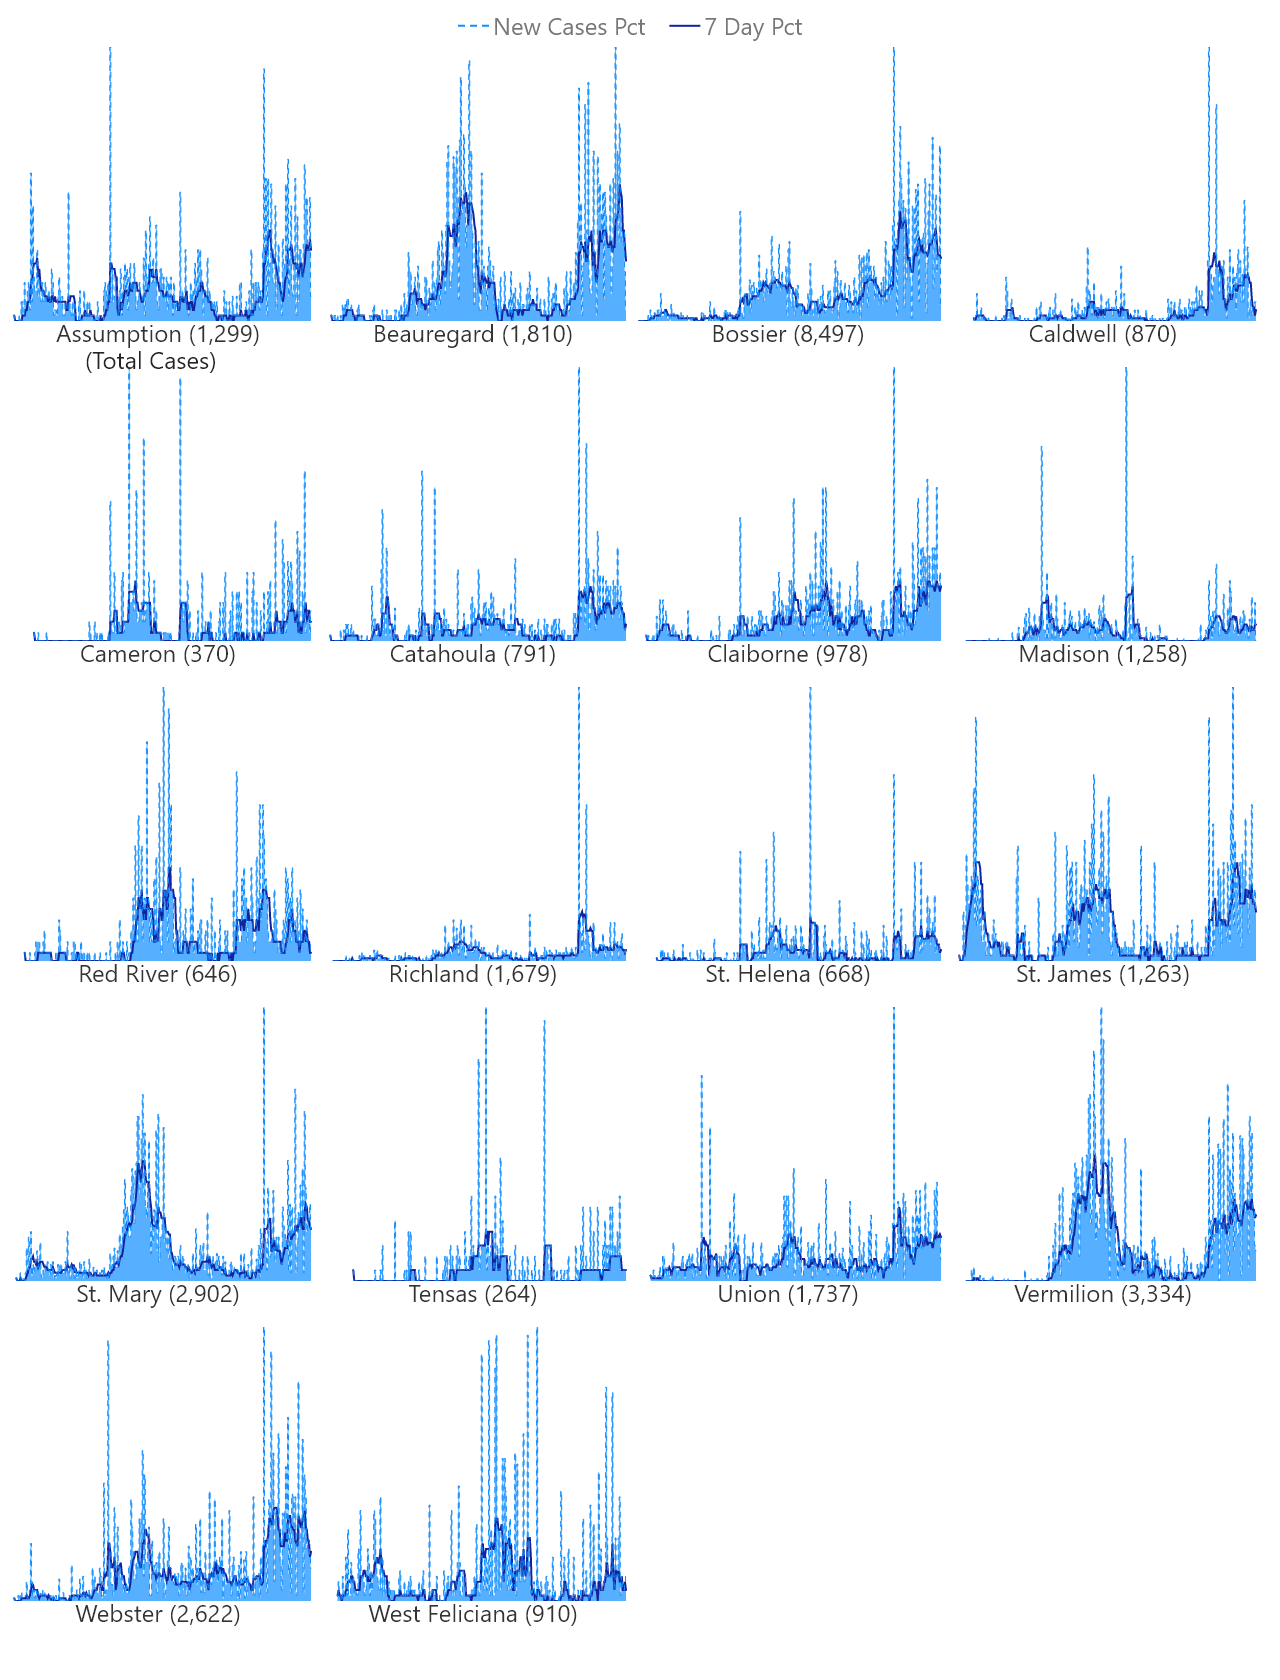 New Cases Pct 7 Day Pct
Assumption (1,299) Beauregard (1,810) Bossier (8,497) Caldwell (870)
(Total Cases)
Cameron (370) Catahoula (791) Claiborne (978) Madison (1,258)
Red River (646) Richland (1,679) St. Helena (668) St. James (1,263)
St. Mary (2,902) Tensas (264) Union (1,737) Vermilion (3,334)
Webster (2,622) West Feliciana (910)